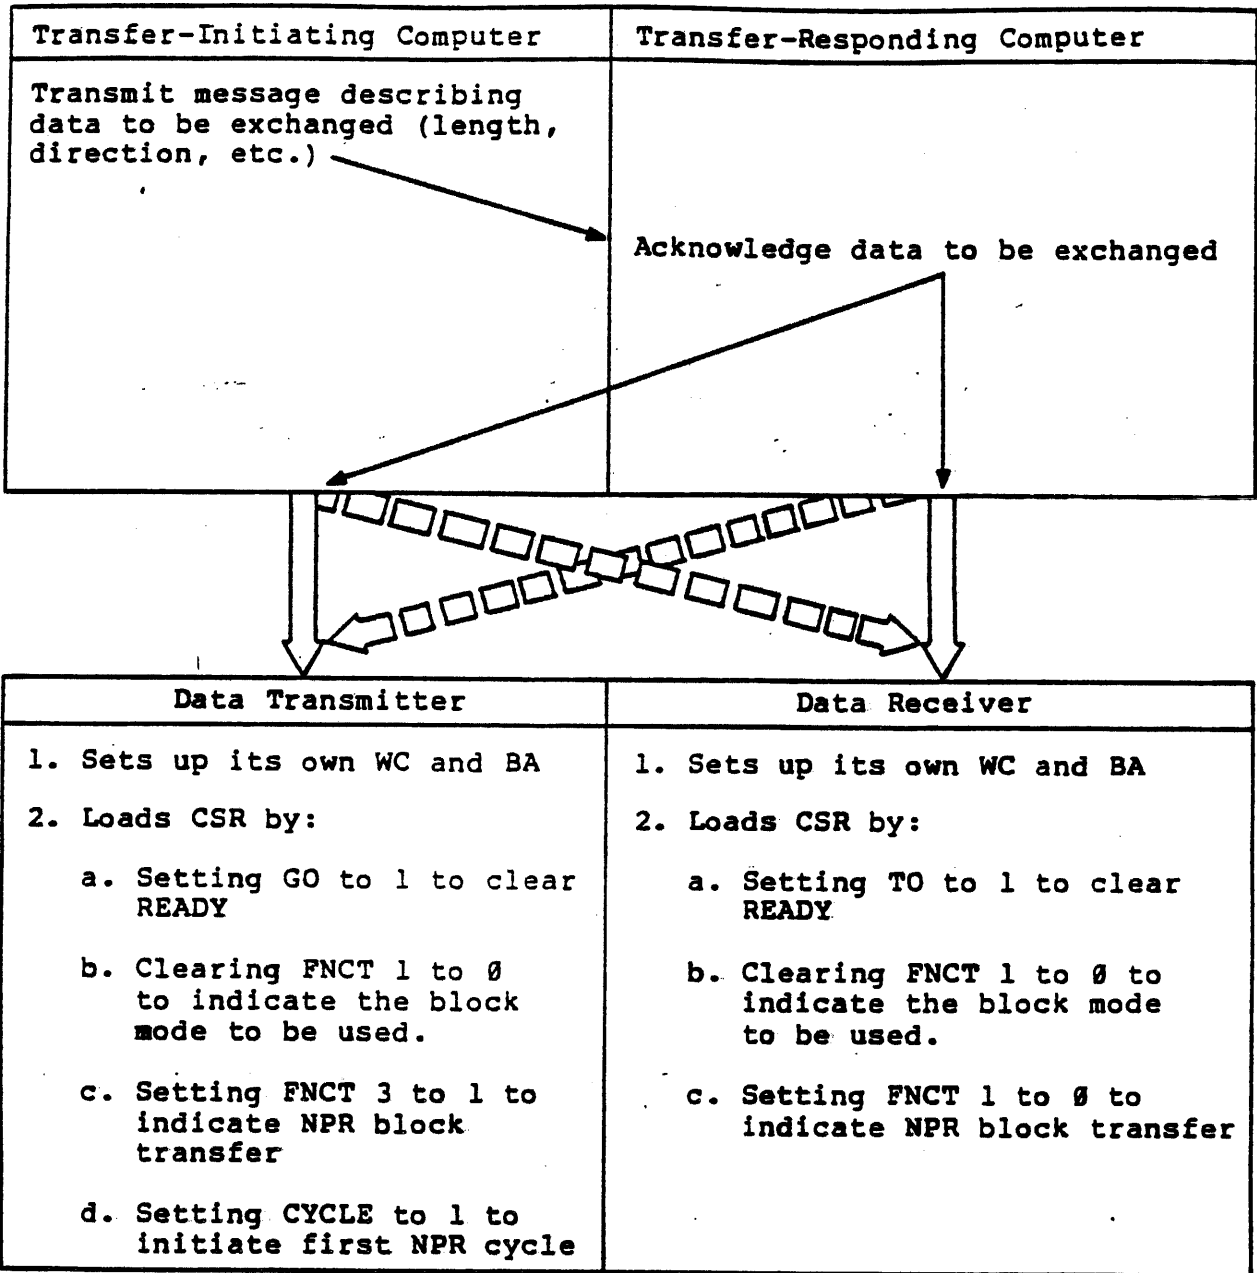 Transfer-Initiating Computer
Transfer-Responding Computer
Transmit message describing
data to be exchanged (length,
direction, etc.)
Acknowledge data to be exchanged
Data Transmitter
1. Sets up its own WC and BA
2. Loads CSR by:
a. Setting GO to 1 to clear
READY
b. Clearing FNCT 1 to Ø
to indicate the block
mode to be used.
c. Setting FNCT 3 to 1 to
indicate NPR block
transfer
d. Setting CYCLE to 1 to
initiate first NPR cycle
Data Receiver
1. Sets up its own WC and BA
2. Loads CSR by:
a. Setting TO to 1 to clear
READY
b. Clearing FNCT 1 to Ø to
indicate the block mode
to be used.
c. Setting FNCT 1 to Ø to
indicate NPR block transfer